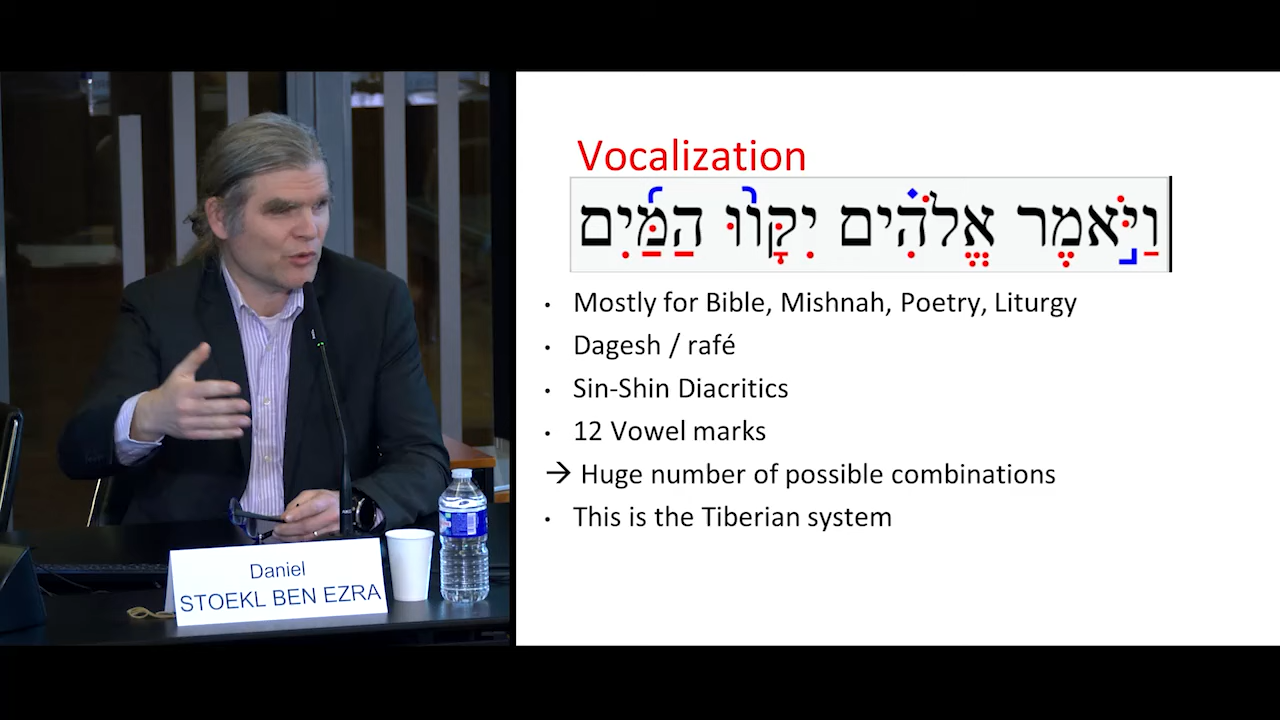 Vocalization
וַיֹּ֣אמֶר אֱלֹהִ֗ים יִקָּו֨וּ הַמַּ֜יִם
• Mostly for Bible, Mishnah, Poetry, Liturgy
• Dagesh / rafé
• Sin-Shin Diacritics
• 12 Vowel marks
→ Huge number of possible combinations
• This is the Tiberian system
Daniel
STOEKL BEN EZRA